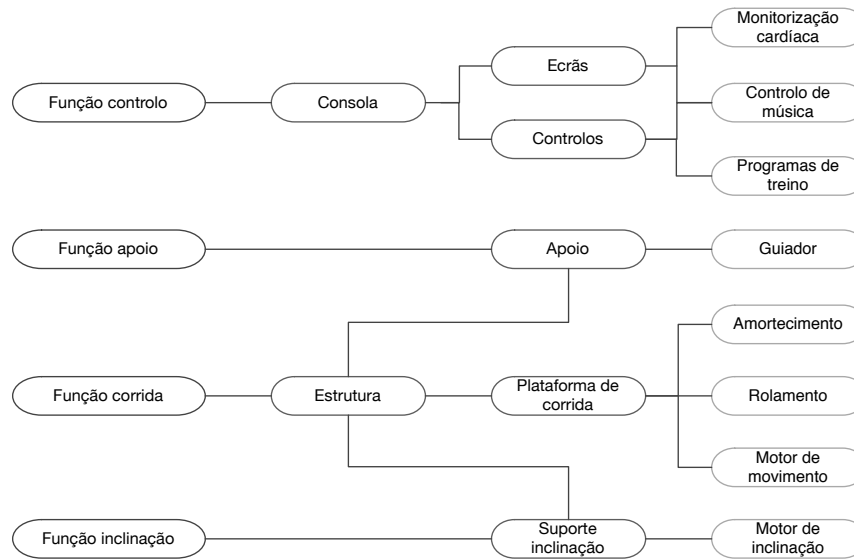 Monitorização
cardíaca
Ecrãs
Função controlo
Consola
Controlo de
música
Controlos
Programas de
treino
Função apoio
Apoio
Guiador
Amortecimento
Função corrida
Estrutura
Plataforma de
corrida
Rolamento
Motor de
movimento
Função inclinação
Suporte
inclinação
Motor de
inclinação